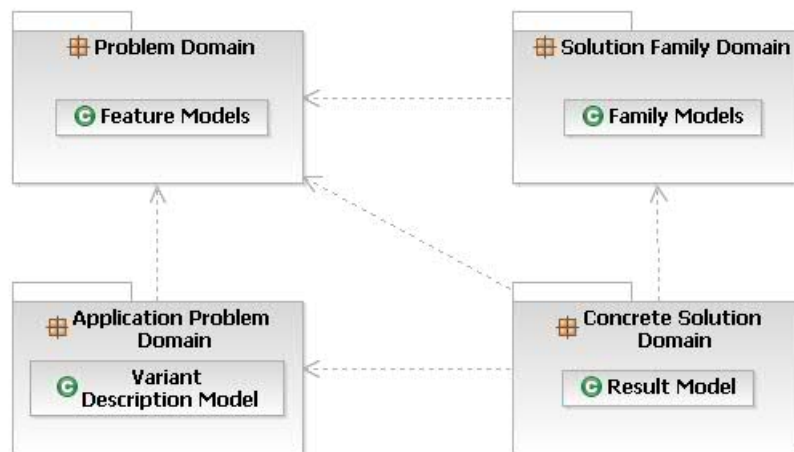 Problem Domain
Feature Models
Solution Family Domain
Family Models
Application Problem
Domain
Variant
Description Model
Concrete Solution
Domain
Result Model